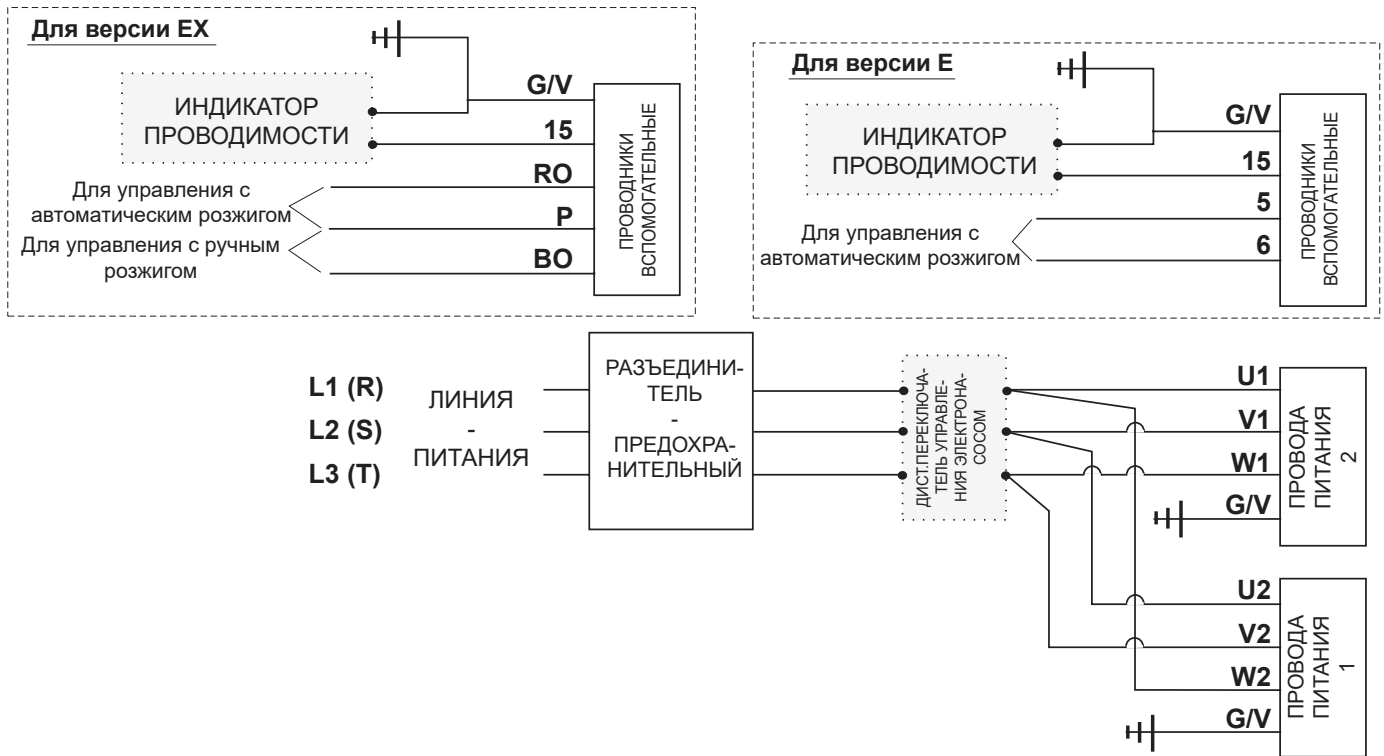 Для версии EX
ИНДИКАТОР
ПРОВОДИМОСТИ
G/V
15
RO
P
BO
Для управления с
автоматическим розжигом
Для управления с ручным
розжигом
ПРОВОДНИКИ
ВСПОМОГАТЕЛЬНЫЕ
Для версии E
ИНДИКАТОР
ПРОВОДИМОСТИ
G/V
15
5
6
Для управления с
автоматическим розжигом
ПРОВОДНИКИ
ВСПОМОГАТЕЛЬНЫЕ
L1 (R)
L2 (S)
L3 (T)
ЛИНИЯ
-
ПИТАНИЯ
РАЗЪЕДИНИ-
ТЕЛЬ
-
ПРЕДОХРА-
НИТЕЛЬНЫЙ
ДИСТ.ПЕРЕКЛЮЧА-
ТЕЛЬ УПРАВЛЕ-
НИЯ ЭЛЕКТРОНА-
СОСОМ
U1
V1
W1
G/V
ПРОВОДА
ПИТАНИЯ
2
U2
V2
W2
G/V
ПРОВОДА
ПИТАНИЯ
1